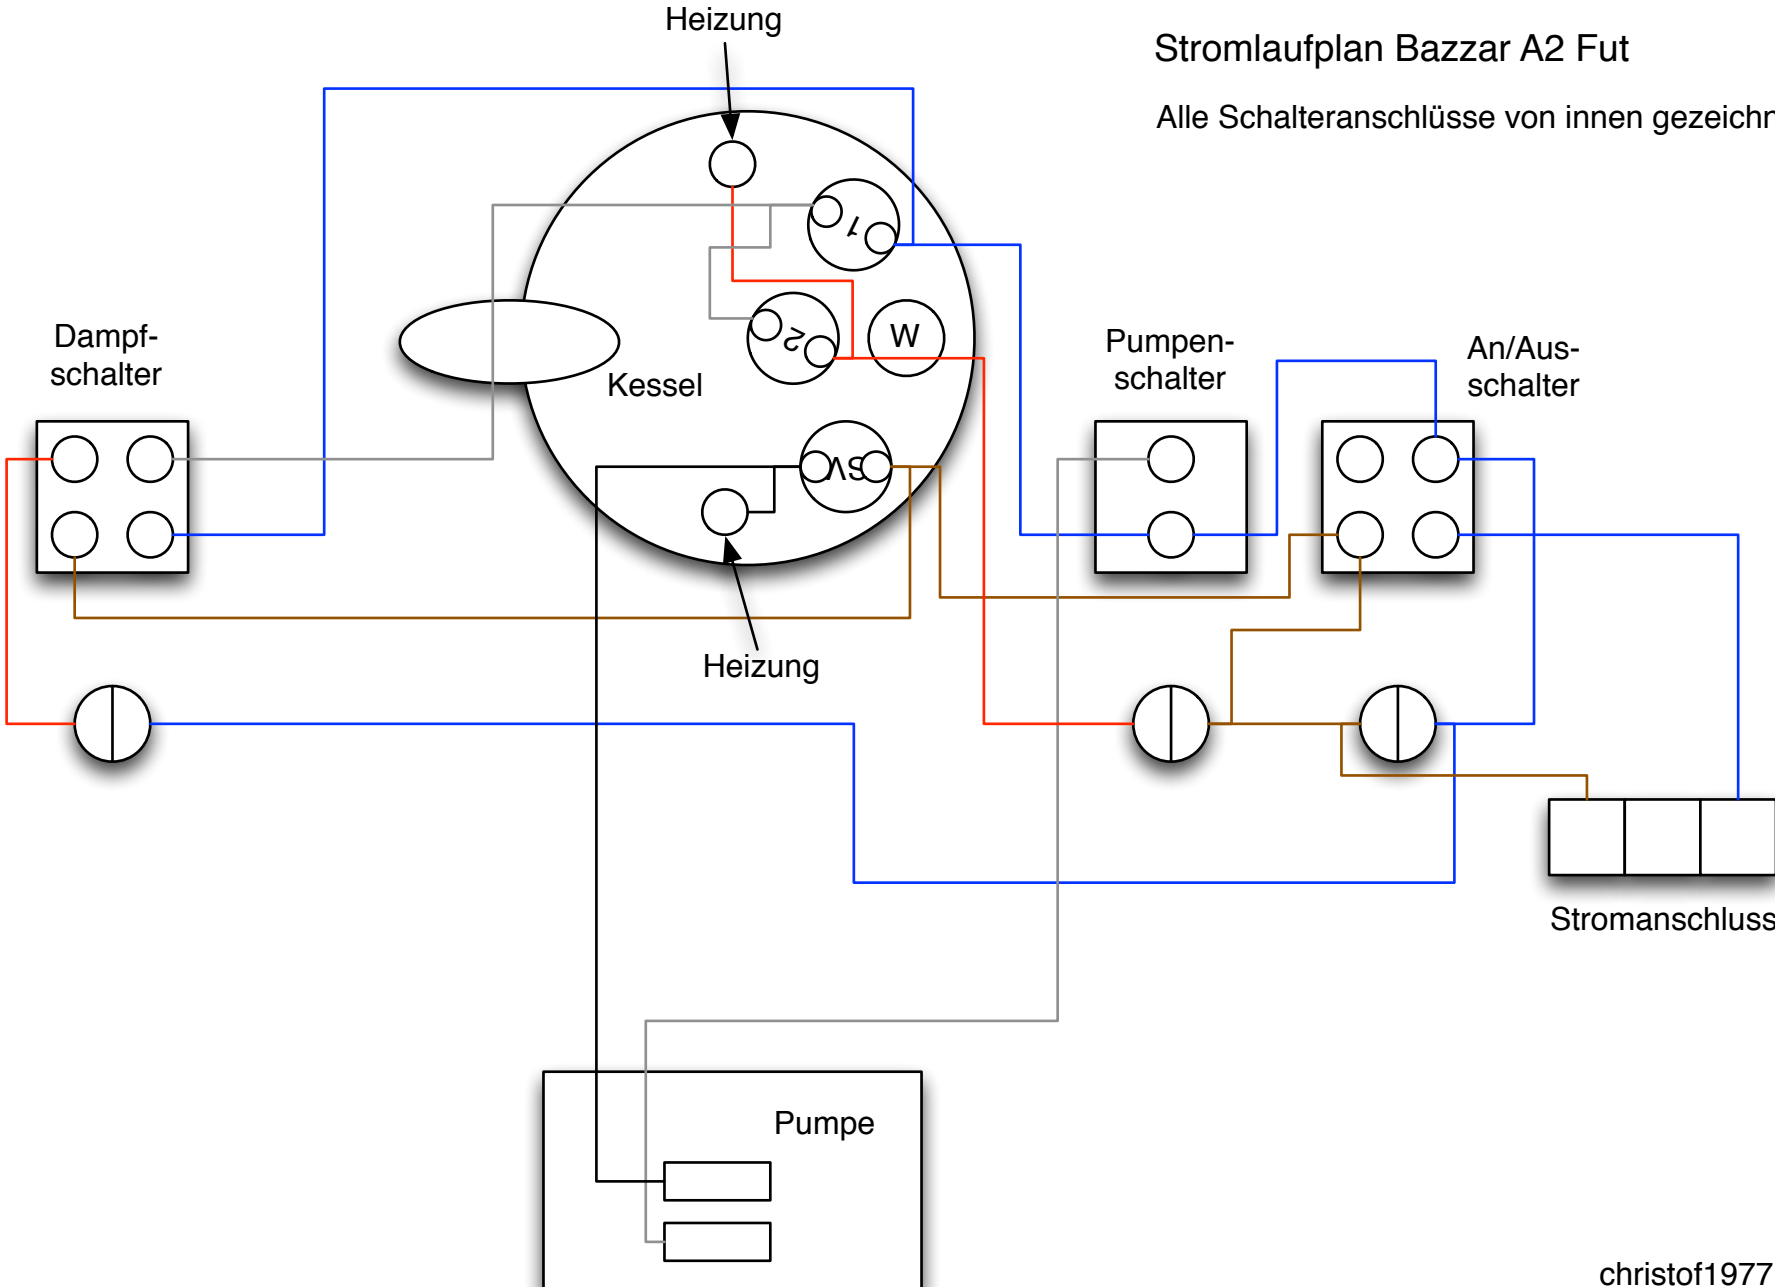 Heizung
Stromlaufplan Bazzar A2 Fut
Alle Schalteranschlüsse von innen gezeichn
1
2
W
Dampf-
schalter
Kessel
Pumpen-
schalter
An/Aus-
schalter
SV
Heizung
Stromanschluss
Pumpe
christof1977